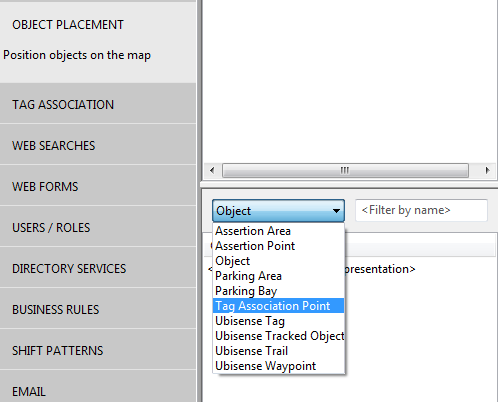 OBJECT PLACEMENT
Position objects on the map
TAG ASSOCIATION
WEB SEARCHES
WEB FORMS
USERS / ROLES
DIRECTORY SERVICES
BUSINESS RULES
SHIFT PATTERNS
EMAIL
Object
<Filter by name>
Assertion Area
Assertion Point
Object
Parking Area
Parking Bay
Tag Association Point
Ubisense Tag
Ubisense Tracked Object
Ubisense Trail
Ubisense Waypoint
presentation>